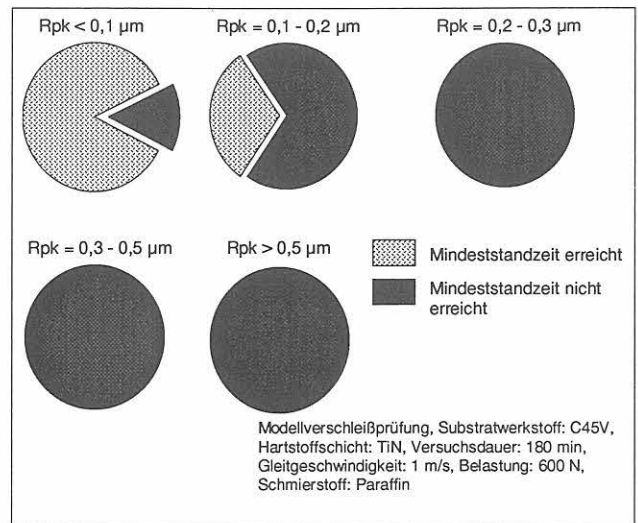 Rpk < 0,1 µm
Rpk = 0,1 - 0,2 µm
Rpk = 0,2 - 0,3 µm
Rpk = 0,3 - 0,5 µm
Rpk > 0,5 µm
Mindeststandzeit erreicht
Mindeststandzeit nicht
erreicht
Modellverschleißprüfung, Substratwerkstoff: C45V,
Hartstoffschicht: TiN, Versuchsdauer: 180 min,
Gleitgeschwindigkeit: 1 m/s, Belastung: 600 N,
Schmierstoff: Paraffin